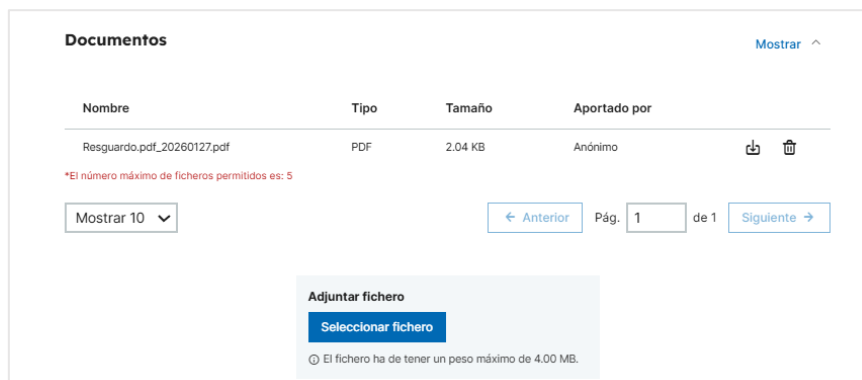 Documentos Mostrar
Nombre Tipo Tamaño Aportado por
Resguardo.pdf_20260127.pdf PDF 2.04 KB Anónimo
*El número máximo de ficheros permitidos es: 5
Mostrar 10 ← Anterior Pág. 1 de 1 Siguiente →
Adjuntar fichero
Seleccionar fichero
El fichero ha de tener un peso máximo de 4.00 MB.